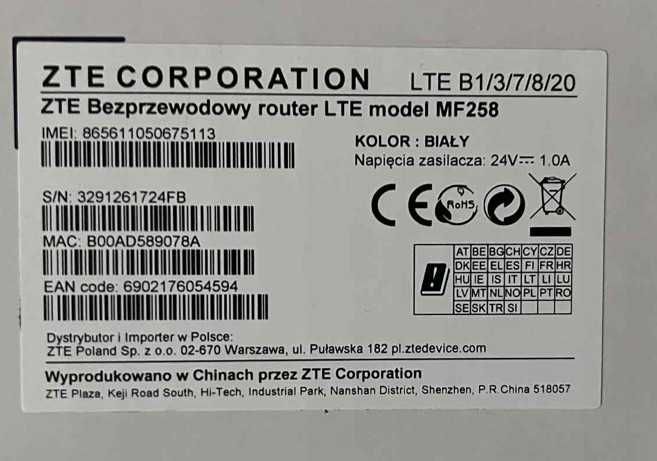 ZTE CORPORATION LTE B1/3/7/8/20
ZTE Bezprzewodowy router LTE model MF258
IMEI: 865611050675113
KOLOR : BIAŁY
Napięcia zasilacza: 24V⎓ 1.0A
S/N: 3291261724FB
MAC: B00AD589078A
EAN code: 6902176054594
CE RoHS
AT BE BG CH CY CZ DE
DK EE EL ES FI FR HR
HU IE IS IT LT LI LU
LV MT NL NO PL PT RO
SE SK TR SI
Dystrybutor i Importer w Polsce:
ZTE Poland Sp. z o.o. 02-670 Warszawa, ul. Puławska 182 pl.ztedevice.com
Wyprodukowano w Chinach przez ZTE Corporation
ZTE Plaza, Keji Road South, Hi-Tech, Industrial Park, Nanshan District, Shenzhen, P.R.China 518057